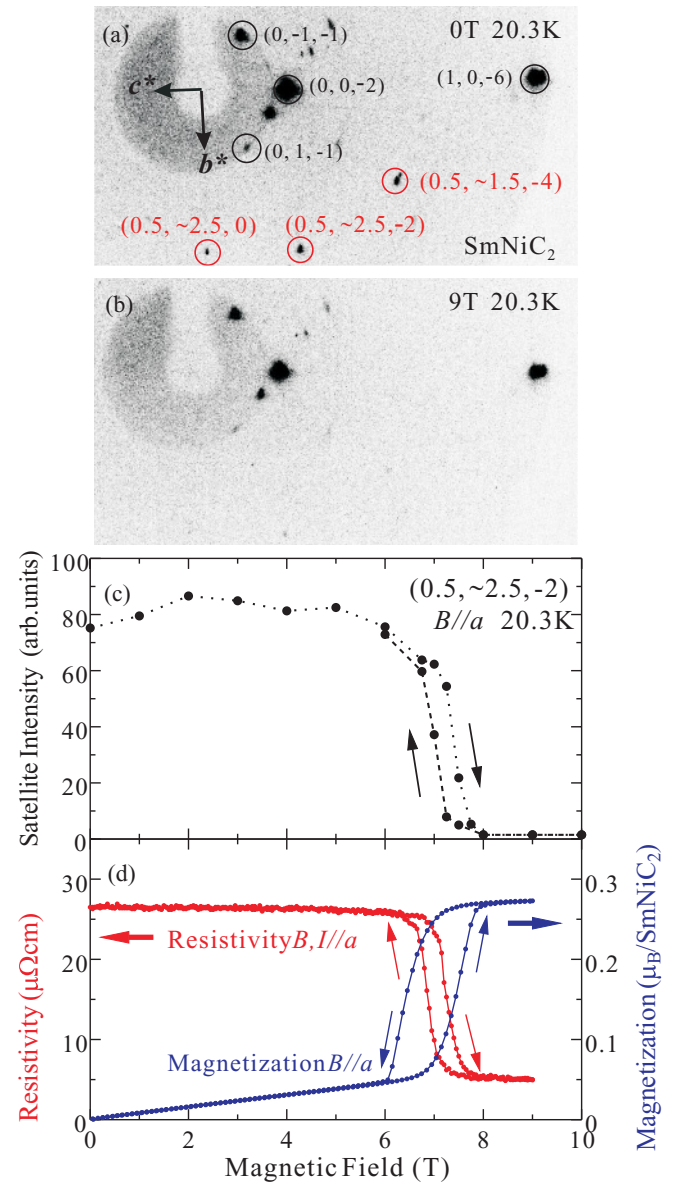 (a)
0T 20.3K
(0, -1, -1)
(0, 0, -2)
(1, 0, -6)
c*
b*
(0, 1, -1)
(0.5, ~1.5, -4)
(0.5, ~2.5, 0)
(0.5, ~2.5, -2)
SmNiC2
(b)
9T 20.3K
Satellite Intensity (arb.units)
100
80
60
40
20
0
(c)
(0.5, ~2.5, -2)
B//a 20.3K
Resistivity (μΩcm)
30
20
10
0
(d)
Resistivity B, I//a
Magnetization B//a
0.3
0.2
0.1
0
Magnetization (μB/SmNiC2)
0 2 4 6 8 10
Magnetic Field (T)